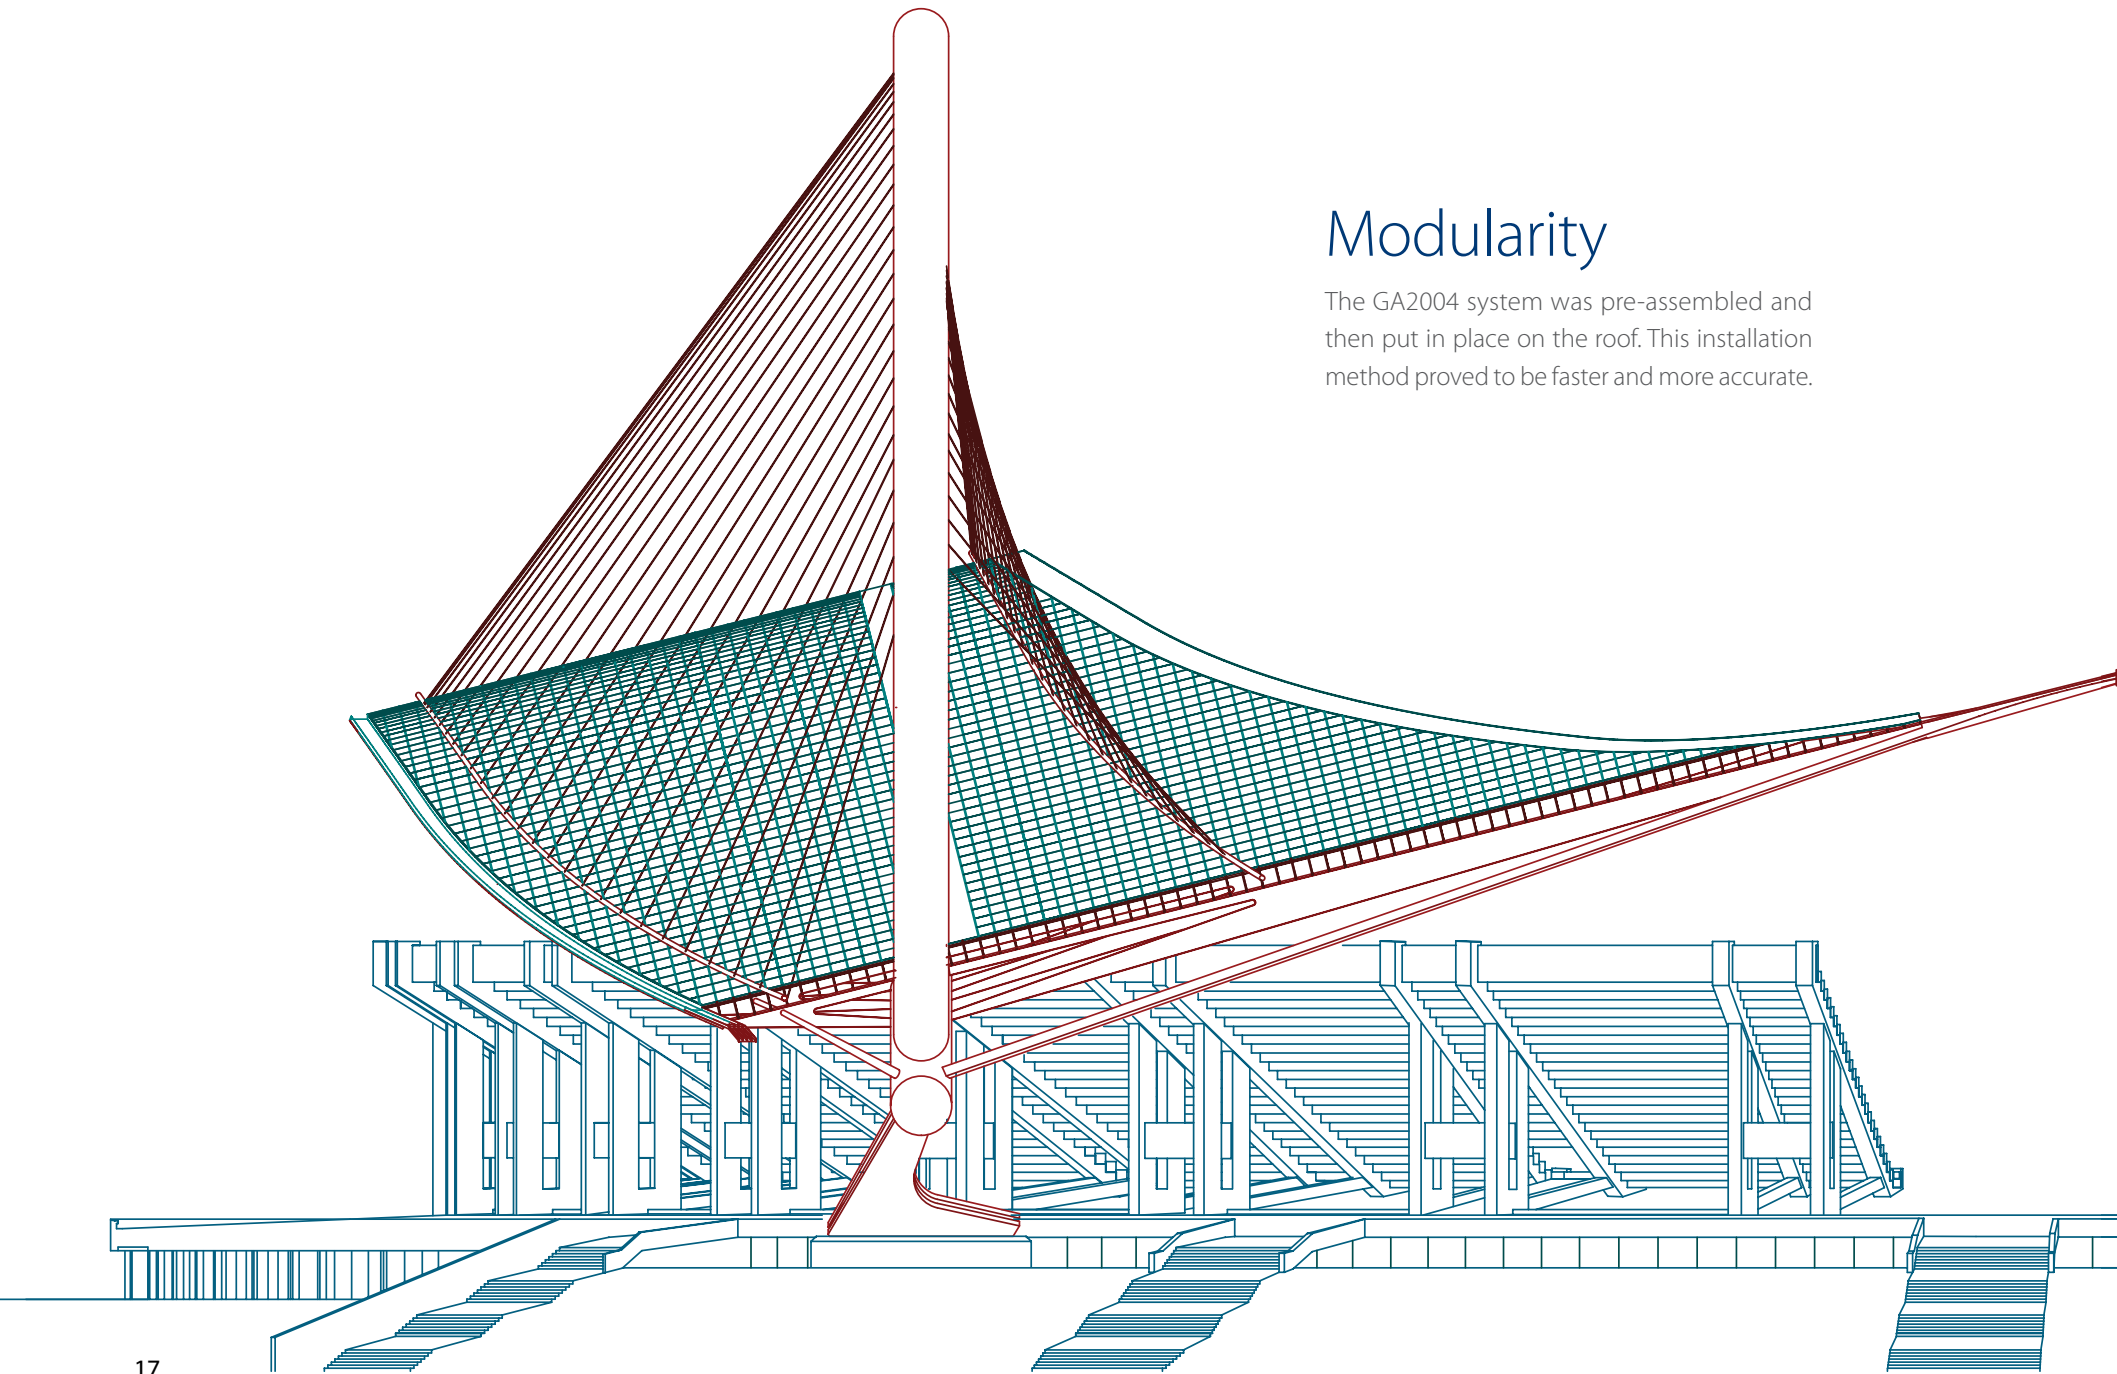 Modularity
The GA2004 system was pre-assembled and
then put in place on the roof. This installation
method proved to be faster and more accurate.
17